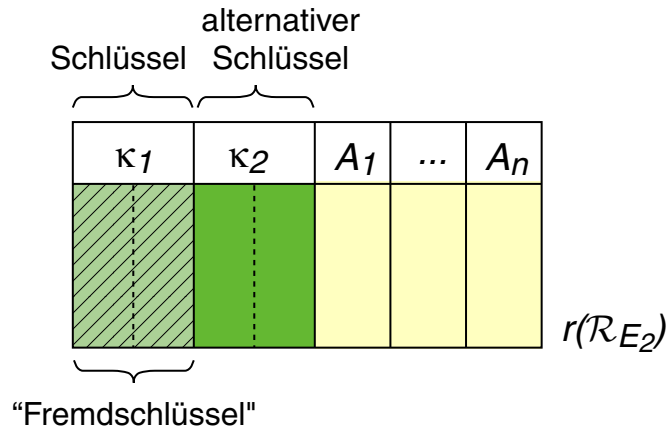 alternativer
Schlüssel Schlüssel
κ1 κ2 A1 ... An
r(ℛE2)
“Fremdschlüssel"